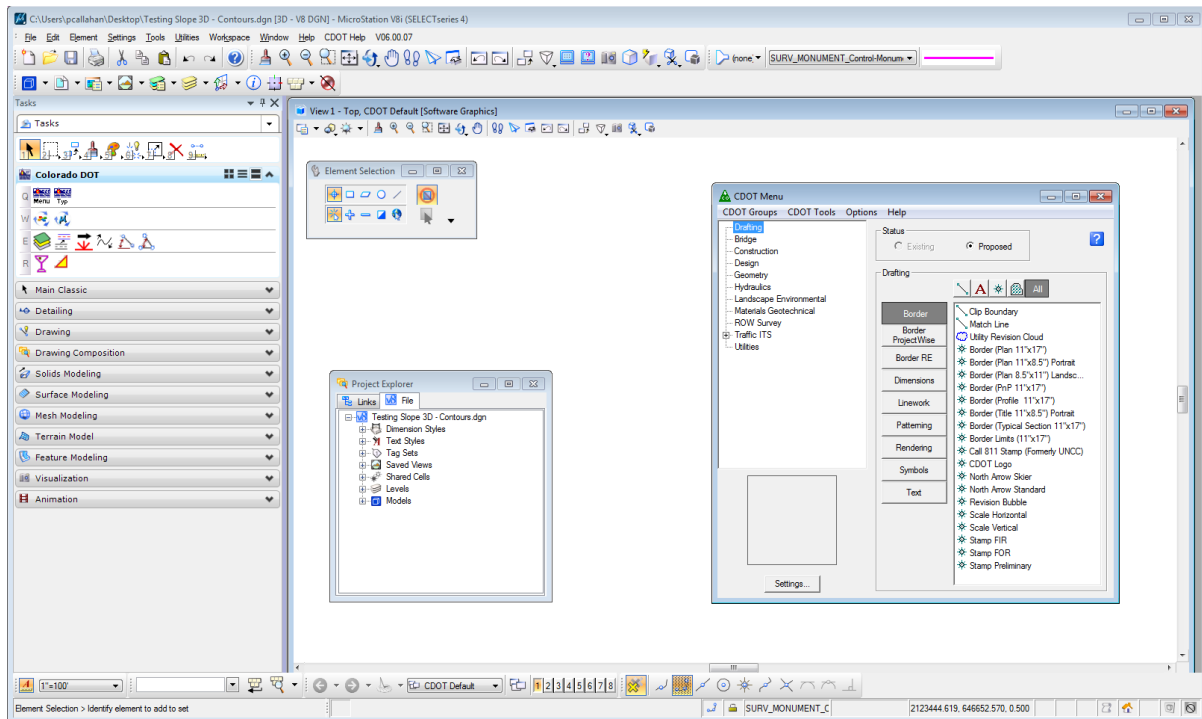 C:\Users\pcallahan\Desktop\Testing Slope 3D - Contours.dgn [3D - V8 DGN] - MicroStation V8i (SELECTseries 4)
File Edit Element Settings Tools Utilities Workspace Window Help CDOT Help V06.00.07
(none) SURV_MONUMENT_Control-Monum
Tasks
Tasks
1 2 3 4 5 6 7 8 9
Colorado DOT
Q Menu Typ
W
E
R
Main Classic
Detailing
Drawing
Drawing Composition
Solids Modeling
Surface Modeling
Mesh Modeling
Terrain Model
Feature Modeling
Visualization
Animation
View 1 - Top, CDOT Default [Software Graphics]
Element Selection
Project Explorer
Links File
Testing Slope 3D - Contours.dgn
Dimension Styles
Text Styles
Tag Sets
Saved Views
Shared Cells
Levels
Models
CDOT Menu
CDOT Groups CDOT Tools Options Help
Drafting
Bridge
Construction
Design
Geometry
Hydraulics
Landscape Environmental
Materials Geotechnical
ROW Survey
Traffic ITS
Utilities
Settings...
Status
Existing Proposed
Drafting
A All
Border
Border ProjectWise
Border RE
Dimensions
Linework
Patterning
Rendering
Symbols
Text
Clip Boundary
Match Line
Utility Revision Cloud
Border (Plan 11"x17")
Border (Plan 11"x8.5") Portrait
Border (Plan 8.5"x11") Landsc...
Border (PnP 11"x17")
Border (Profile 11"x17")
Border (Title 11"x8.5") Portrait
Border (Typical Section 11"x17")
Border Limits (11"x17")
Call 811 Stamp (Formerly UNCC)
CDOT Logo
North Arrow Skier
North Arrow Standard
Revision Bubble
Scale Horizontal
Scale Vertical
Stamp FIR
Stamp FOR
Stamp Preliminary
1"=100' CDOT Default 1 2 3 4 5 6 7 8
Element Selection > Identify element to add to set SURV_MONUMENT_C 2123444.619, 646652.570, 0.500